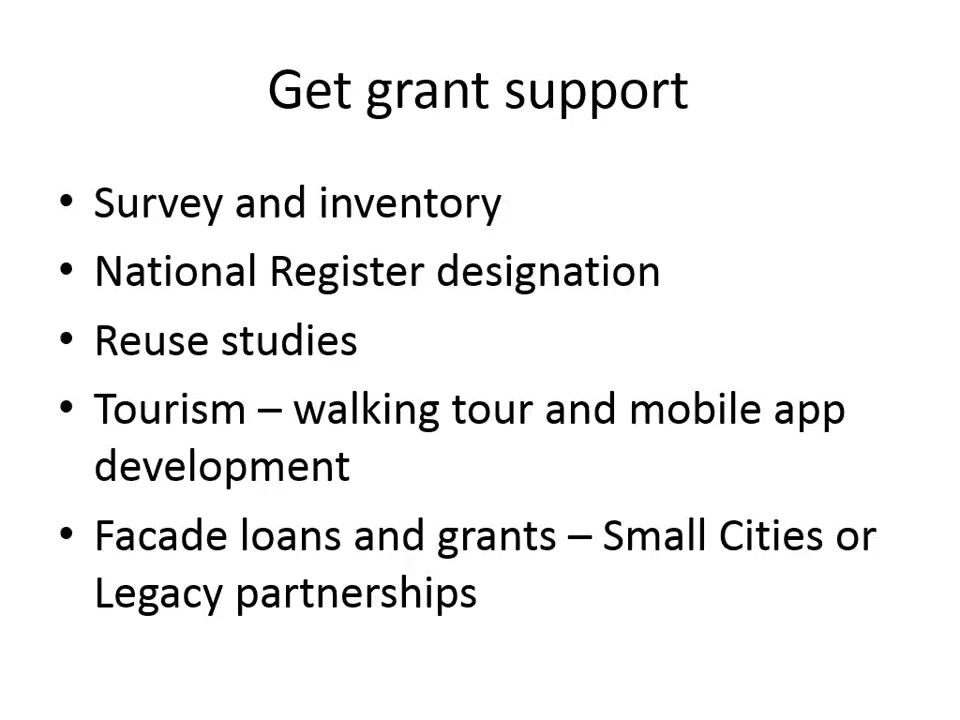 Get grant support
• Survey and inventory
• National Register designation
• Reuse studies
• Tourism – walking tour and mobile app
development
• Facade loans and grants – Small Cities or
Legacy partnerships